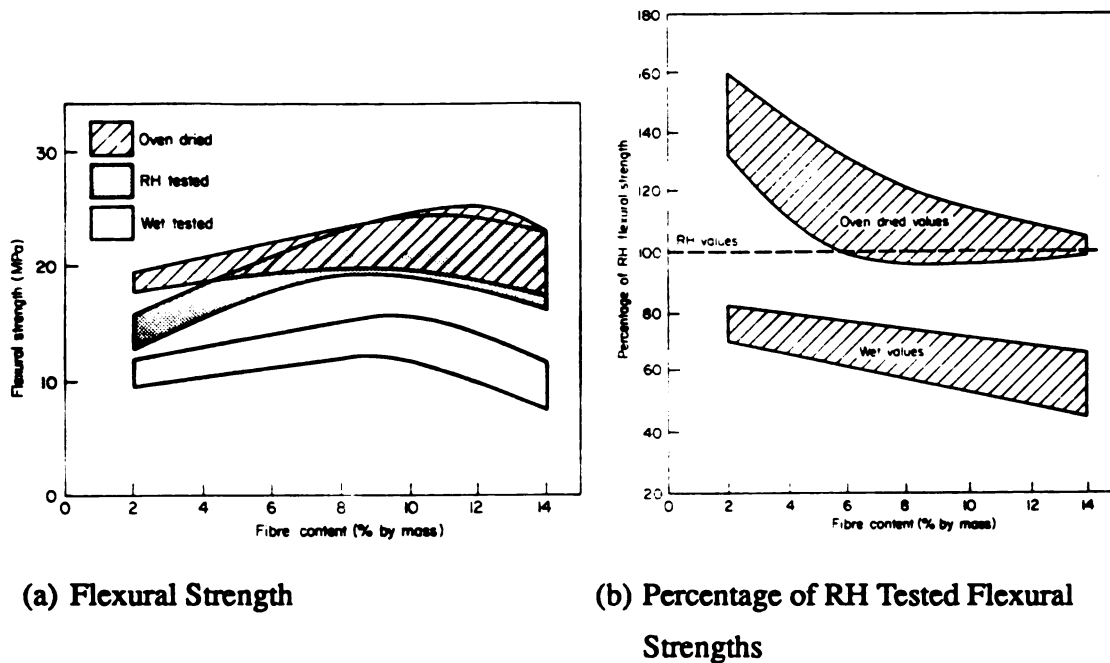 30
20
10
0
Flexural strength (MPa)
Oven dried
RH tested
Wet tested
0 2 4 6 8 10 12 14
Fibre content (% by mass)
(a) Flexural Strength
180
160
140
120
100
80
60
40
20
Percentage of RH flexural strength
Oven dried values
RH values
Wet values
0 2 4 6 8 10 12 14
Fibre content (% by mass)
(b) Percentage of RH Tested Flexural
Strengths